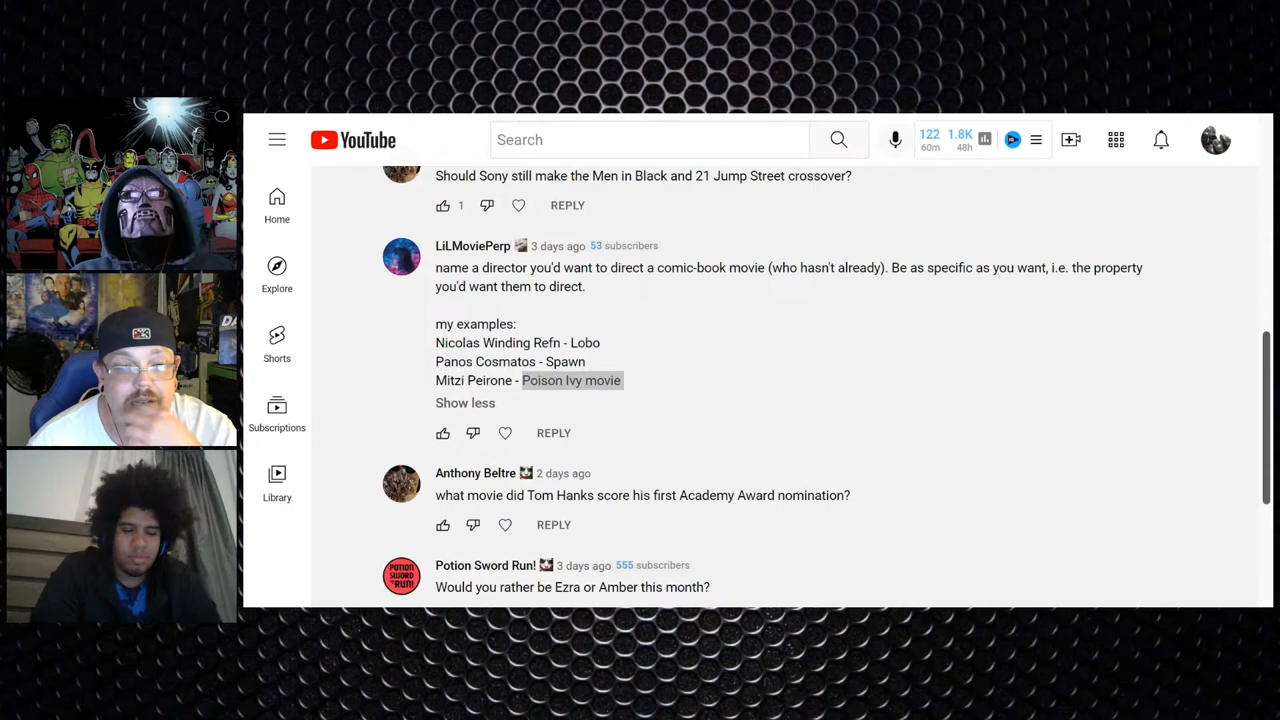 YouTube
Search
122
60m
1.8K
48h
Home
Explore
Shorts
Subscriptions
Library
Should Sony still make the Men in Black and 21 Jump Street crossover?
1
REPLY
LiLMoviePerp 3 days ago 53 subscribers
name a director you'd want to direct a comic-book movie (who hasn't already). Be as specific as you want, i.e. the property
you'd want them to direct.
my examples:
Nicolas Winding Refn - Lobo
Panos Cosmatos - Spawn
Mitzi Peirone - Poison Ivy movie
Show less
REPLY
Anthony Beltre 2 days ago
what movie did Tom Hanks score his first Academy Award nomination?
REPLY
POTION
SWORD
RUN!
Potion Sword Run! 3 days ago 555 subscribers
Would you rather be Ezra or Amber this month?